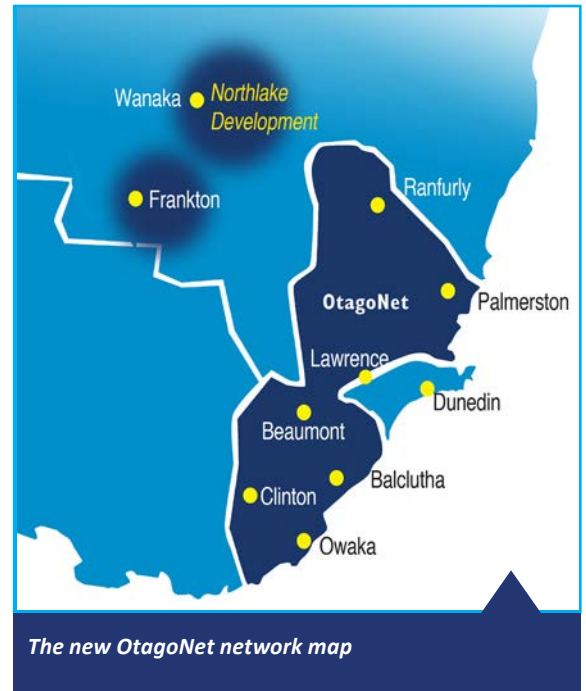 Wanaka
Northlake
Development
Frankton
Ranfurly
OtagoNet
Palmerston
Lawrence
Dunedin
Beaumont
Balclutha
Clinton
Owaka
The new OtagoNet network map